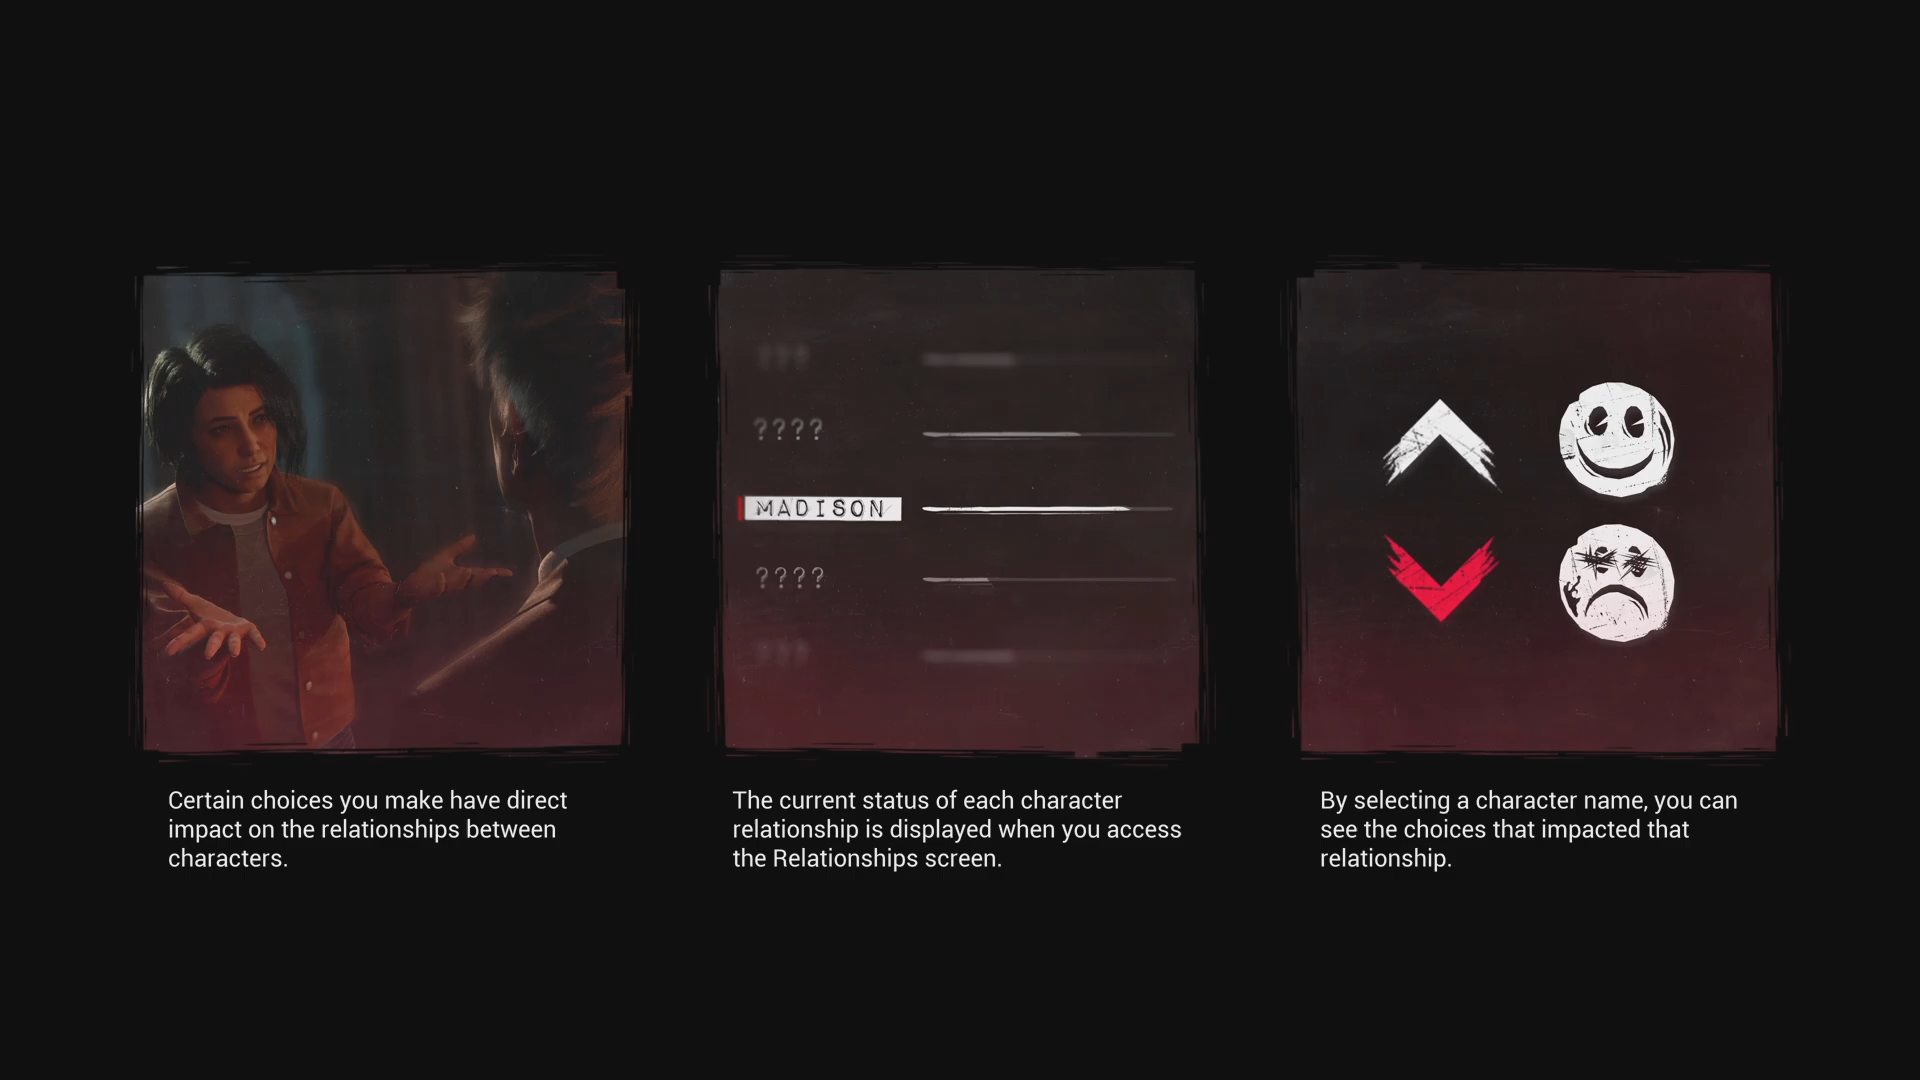 ????
MADISON
????
Certain choices you make have direct
impact on the relationships between
characters.
The current status of each character
relationship is displayed when you access
the Relationships screen.
By selecting a character name, you can
see the choices that impacted that
relationship.